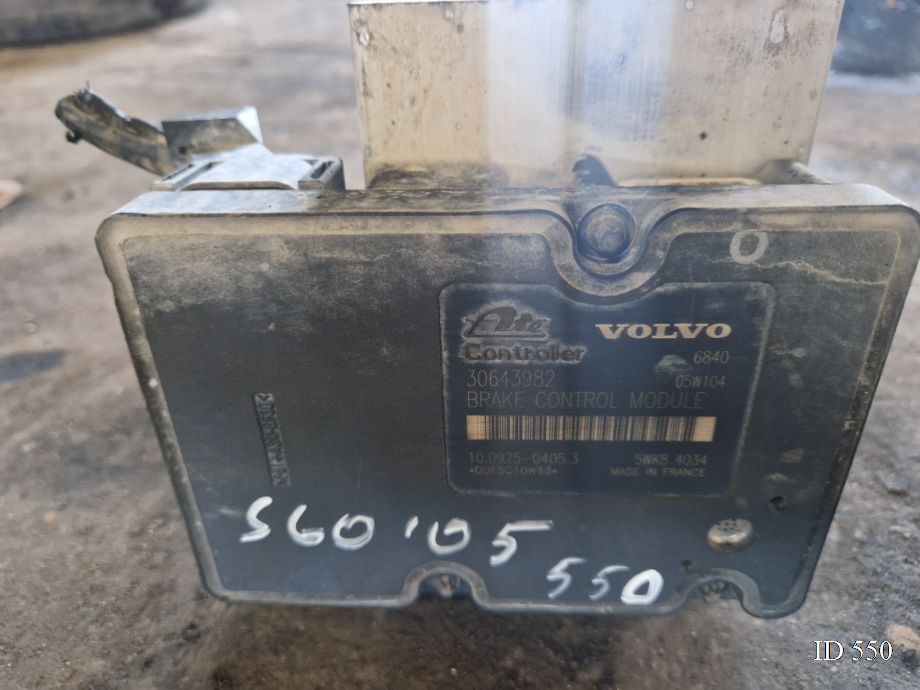 Ate
Controller
VOLVO
6840
30643982
05W104
BRAKE CONTROL MODULE
10.0925-0405.3
5WK8 4034
MADE IN FRANCE
O
S60 '05
550
ID 550